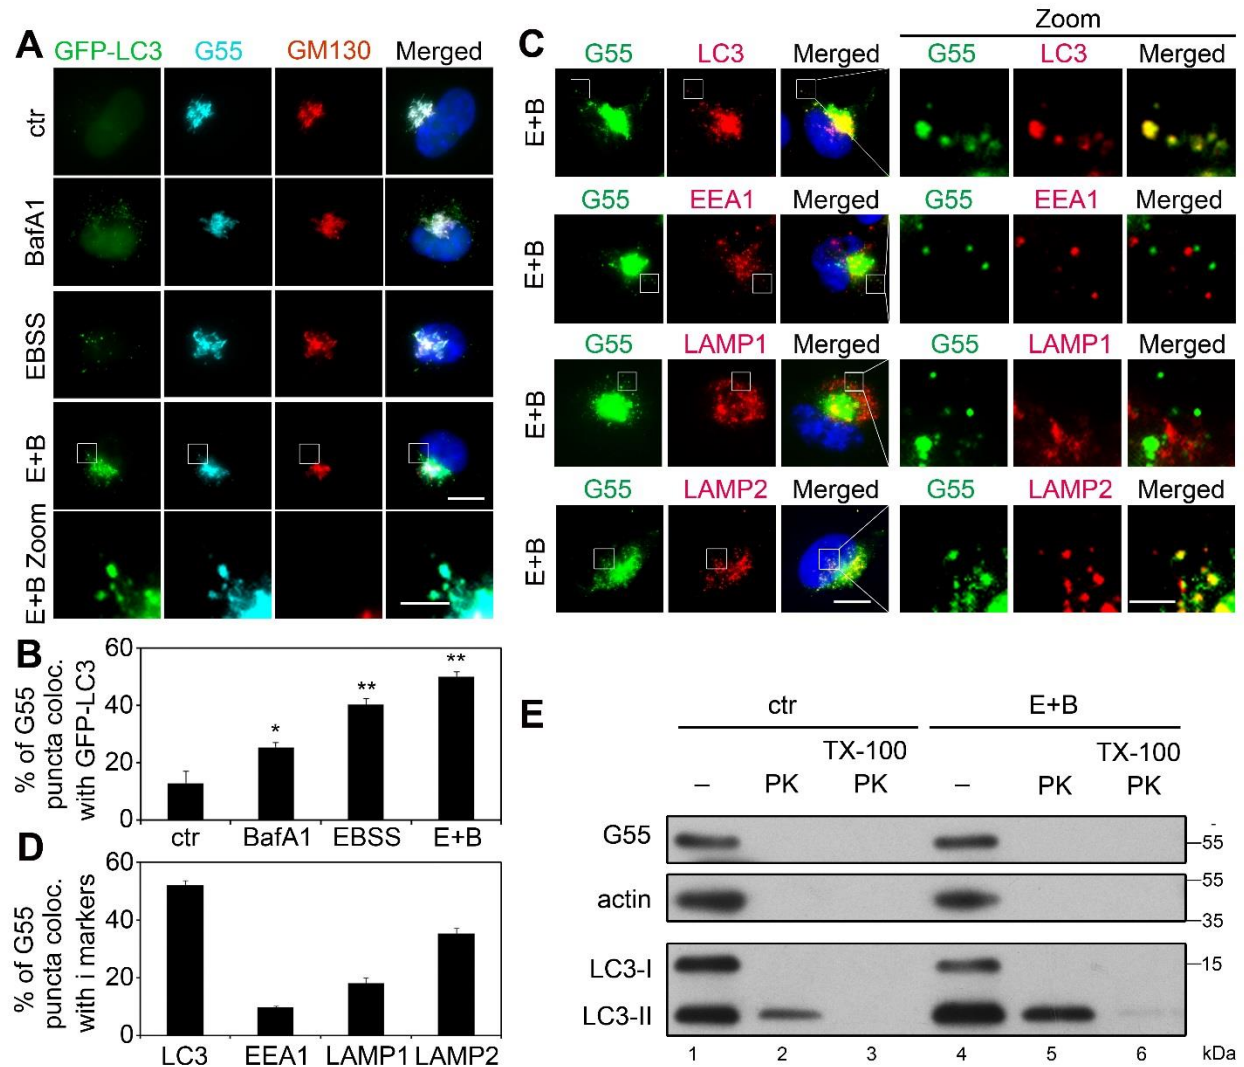 A
GFP-LC3 G55 GM130 Merged
ctr
BafA1
EBSS
E+B
E+B Zoom
B
% of G55
puncta coloc.
with GFP-LC3
60
40
20
0
*
**
**
ctr BafA1 EBSS E+B
C
Zoom
G55 LC3 Merged G55 LC3 Merged
E+B
G55 EEA1 Merged G55 EEA1 Merged
E+B
G55 LAMP1 Merged G55 LAMP1 Merged
E+B
G55 LAMP2 Merged G55 LAMP2 Merged
E+B
D
% of G55
puncta coloc.
with i markers
60
40
20
0
LC3 EEA1 LAMP1 LAMP2
E
ctr E+B
TX-100 TX-100
– PK PK – PK PK
G55
-
55
actin
55
35
LC3-I
15
LC3-II
1 2 3 4 5 6 kDa